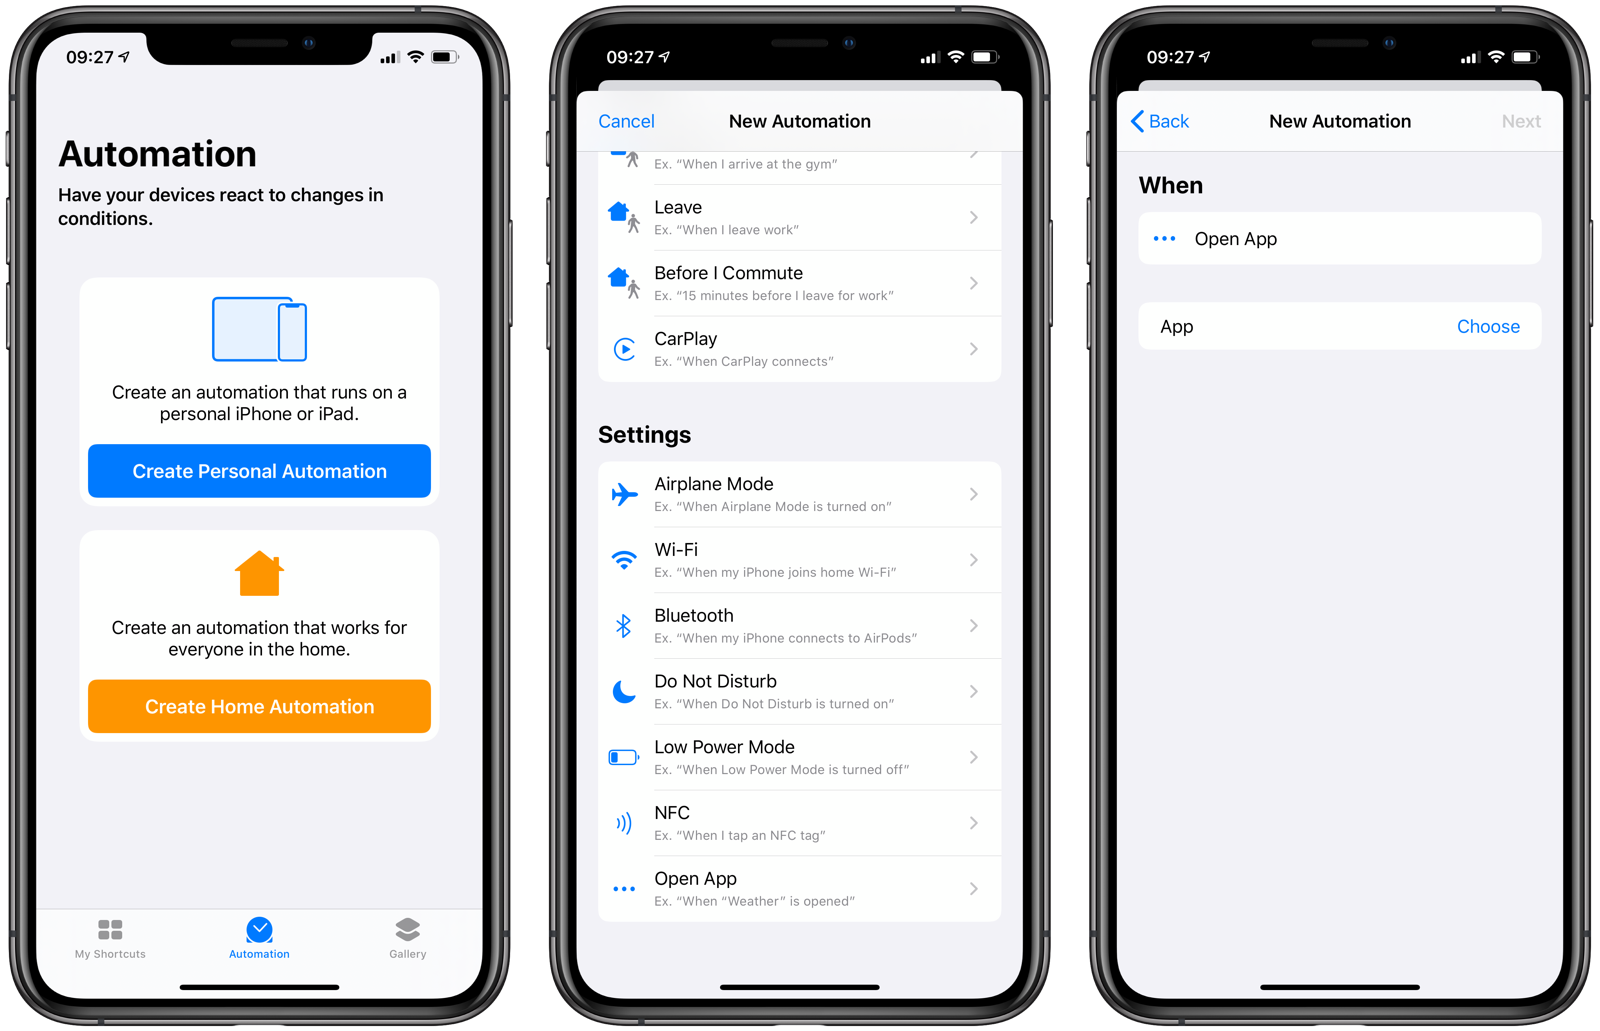 09:27
Automation
Have your devices react to changes in
conditions.
Create an automation that runs on a
personal iPhone or iPad.
Create Personal Automation
Create an automation that works for
everyone in the home.
Create Home Automation
My Shortcuts
Automation
Gallery
09:27
Cancel
New Automation
Ex. “When I arrive at the gym”
Leave
Ex. “When I leave work”
Before I Commute
Ex. “15 minutes before I leave for work”
CarPlay
Ex. “When CarPlay connects”
Settings
Airplane Mode
Ex. “When Airplane Mode is turned on”
Wi-Fi
Ex. “When my iPhone joins home Wi-Fi”
Bluetooth
Ex. “When my iPhone connects to AirPods”
Do Not Disturb
Ex. “When Do Not Disturb is turned on”
Low Power Mode
Ex. “When Low Power Mode is turned off”
NFC
Ex. “When I tap an NFC tag”
Open App
Ex. “When “Weather” is opened”
09:27
Back
New Automation
Next
When
Open App
App
Choose